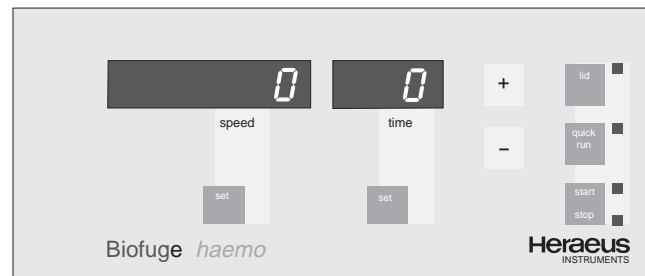 0
0
speed
time
+
-
set
set
lid
quick
run
start
stop
Biofuge haemo
Heraeus
INSTRUMENTS